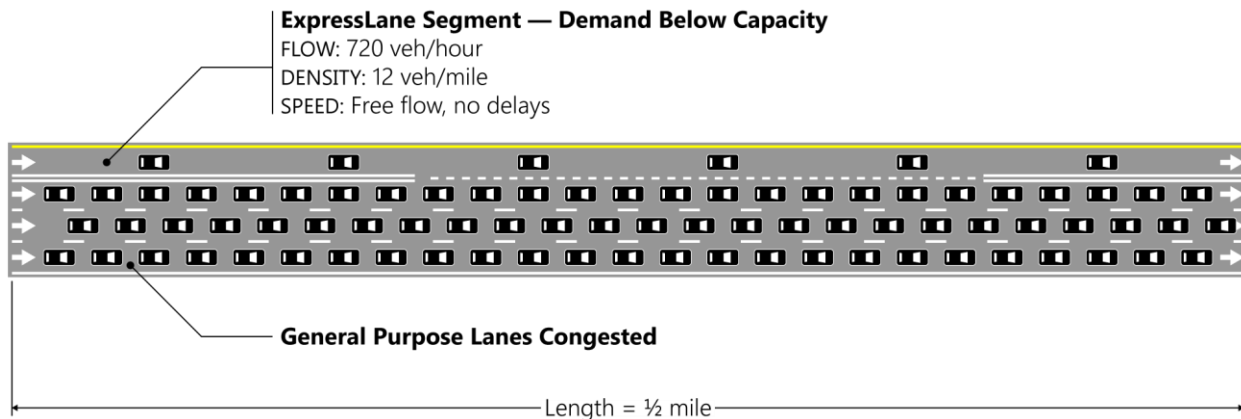 ExpressLane Segment — Demand Below Capacity
FLOW: 720 veh/hour
DENSITY: 12 veh/mile
SPEED: Free flow, no delays
General Purpose Lanes Congested
Length = ½ mile